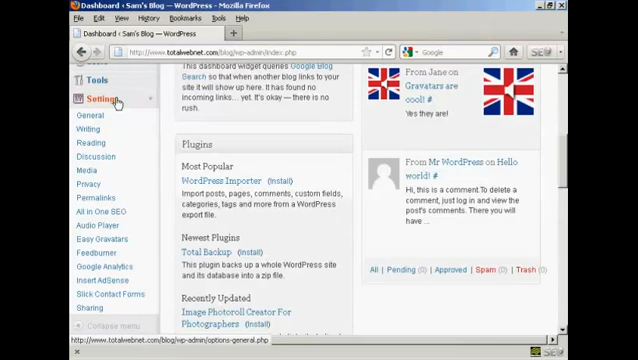 Dashboard ‹ Sam's Blog — WordPress - Mozilla Firefox
File Edit View History Bookmarks Tools Help
Dashboard ‹ Sam's Blog — WordPress
http://www.totalwebnet.com/blog/wp-admin/index.php
Google
SEO
Tools
Settings
General
Writing
Reading
Discussion
Media
Privacy
Permalinks
All in One SEO
Audio Player
Easy Gravatars
Feedburner
Google Analytics
Insert AdSense
Slick Contact Forms
Sharing
Collapse menu
This dashboard widget queries
Google Blog
Search so that when another blog links to your
site it will show up here. It has found no
incoming links… yet. It's okay — there is no
rush.
Plugins
Most Popular
WordPress Importer (Install)
Import posts, pages, comments, custom fields,
categories, tags and more from a WordPress
export file.
Newest Plugins
Total Backup (Install)
This plugin backs up a whole WordPress site and
its database into a zip file.
Recently Updated
Image Photoroll Creator For
Photographers (Install)
From Jane on
Gravatars are
cool! #
Yes they are!
From Mr WordPress on Hello
world! #
Hi, this is a comment.To delete a
comment, just log in and view the
post's comments. There you will
have ...
All | Pending (0) | Approved | Spam (0) | Trash (0)
http://www.totalwebnet.com/blog/wp-admin/options-general.php
SEO